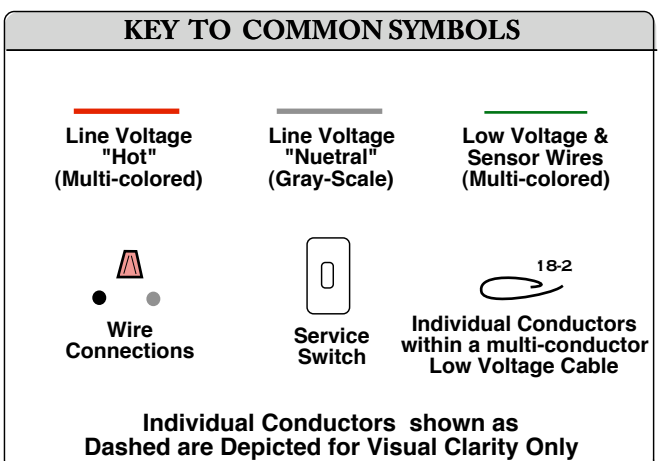 KEY TO COMMON SYMBOLS
Line Voltage
"Hot"
(Multi-colored)
Line Voltage
"Nuetral"
(Gray-Scale)
Low Voltage &
Sensor Wires
(Multi-colored)
Wire
Connections
Service
Switch
18-2
Individual Conductors
within a multi-conductor
Low Voltage Cable
Individual Conductors shown as
Dashed are Depicted for Visual Clarity Only